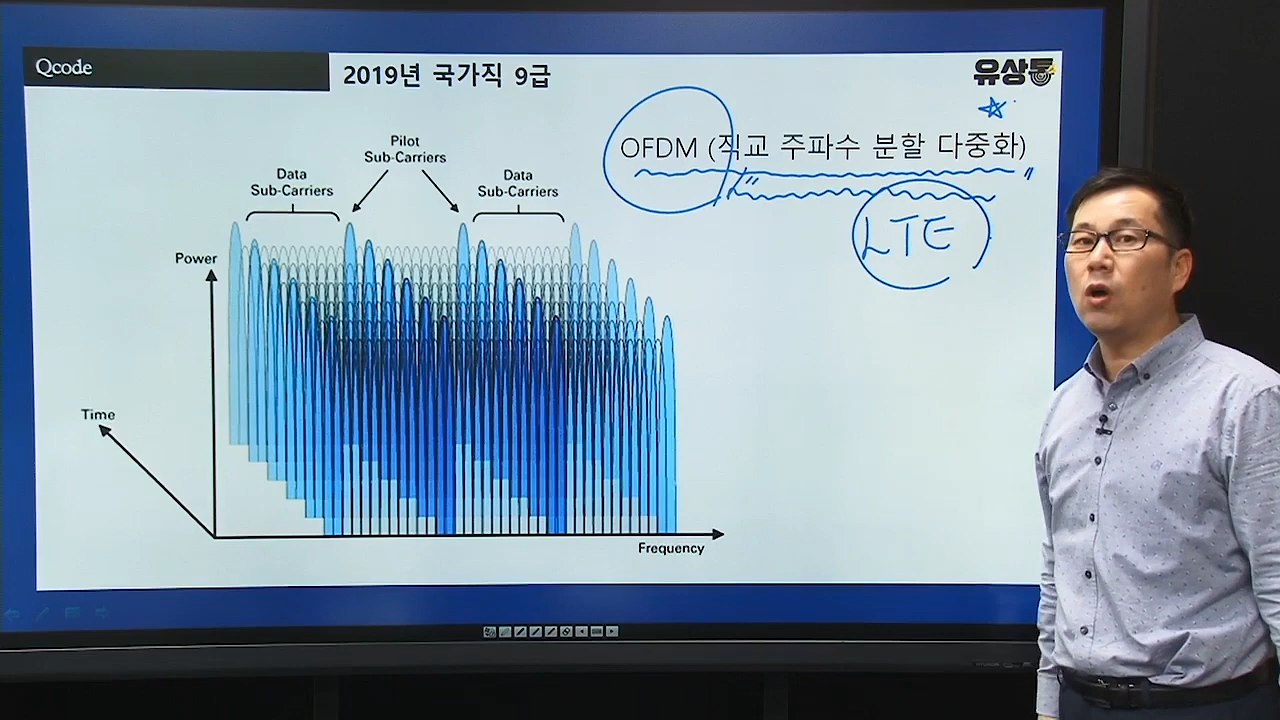 Qcode
2019년 국가직 9급
유상통
OFDM (직교 주파수 분할 다중화)
LTE
Pilot
Sub-Carriers
Data
Sub-Carriers
Data
Sub-Carriers
Power
Time
Frequency